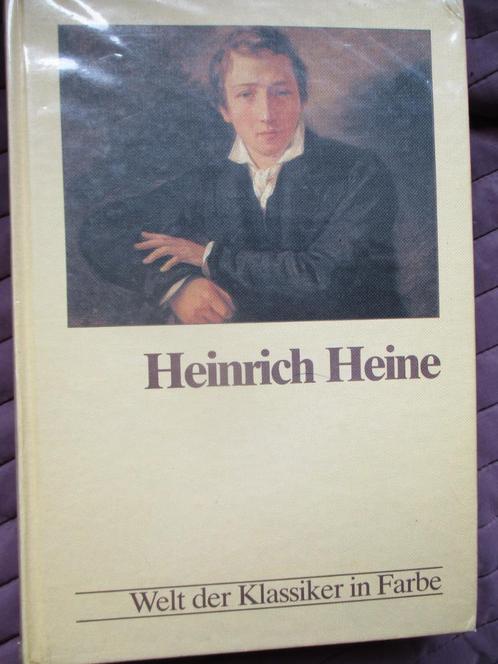 Heinrich Heine
Welt der Klassiker in Farbe